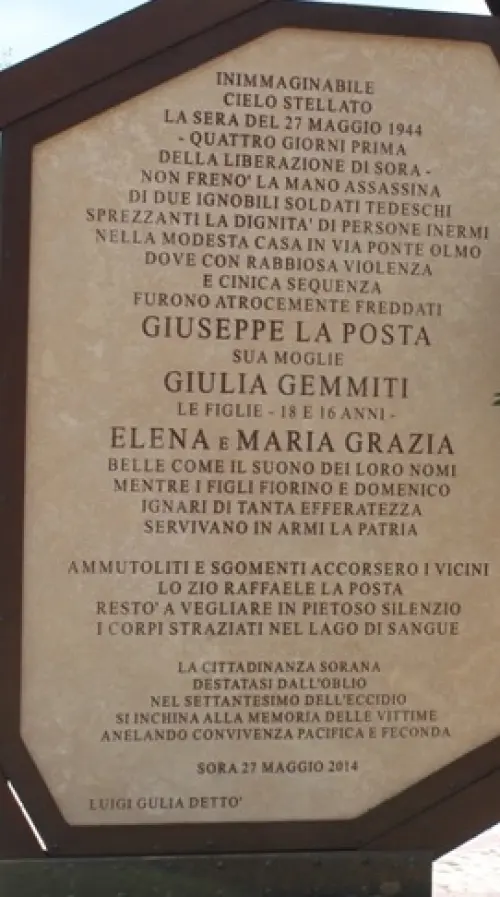 INIMMAGINABILE
CIELO STELLATO
LA SERA DEL 27 MAGGIO 1944
- QUATTRO GIORNI PRIMA
DELLA LIBERAZIONE DI SORA -
NON FRENO' LA MANO ASSASSINA
DI DUE IGNOBILI SOLDATI TEDESCHI
SPREZZANTI LA DIGNITA' DI PERSONE INERMI
NELLA MODESTA CASA IN VIA PONTE OLMO
DOVE CON RABBIOSA VIOLENZA
E CINICA SEQUENZA
FURONO ATROCEMENTE FREDDATI
GIUSEPPE LA POSTA
SUA MOGLIE
GIULIA GEMMITI
LE FIGLIE - 18 E 16 ANNI -
ELENA E MARIA GRAZIA
BELLE COME IL SUONO DEI LORO NOMI
MENTRE I FIGLI FIORINO E DOMENICO
IGNARI DI TANTA EFFERATEZZA
SERVIVANO IN ARMI LA PATRIA
AMMUTOLITI E SGOMENTI ACCORSERO I VICINI
LO ZIO RAFFAELE LA POSTA
RESTO' A VEGLIARE IN PIETOSO SILENZIO
I CORPI STRAZIATI NEL LAGO DI SANGUE
LA CITTADINANZA SORANA
DESTATASI DALL'OBLIO
NEL SETTANTESIMO DELL'ECCIDIO
SI INCHINA ALLA MEMORIA DELLE VITTIME
ANELANDO CONVIVENZA PACIFICA E FECONDA
SORA 27 MAGGIO 2014
LUIGI GULIA DETTO'